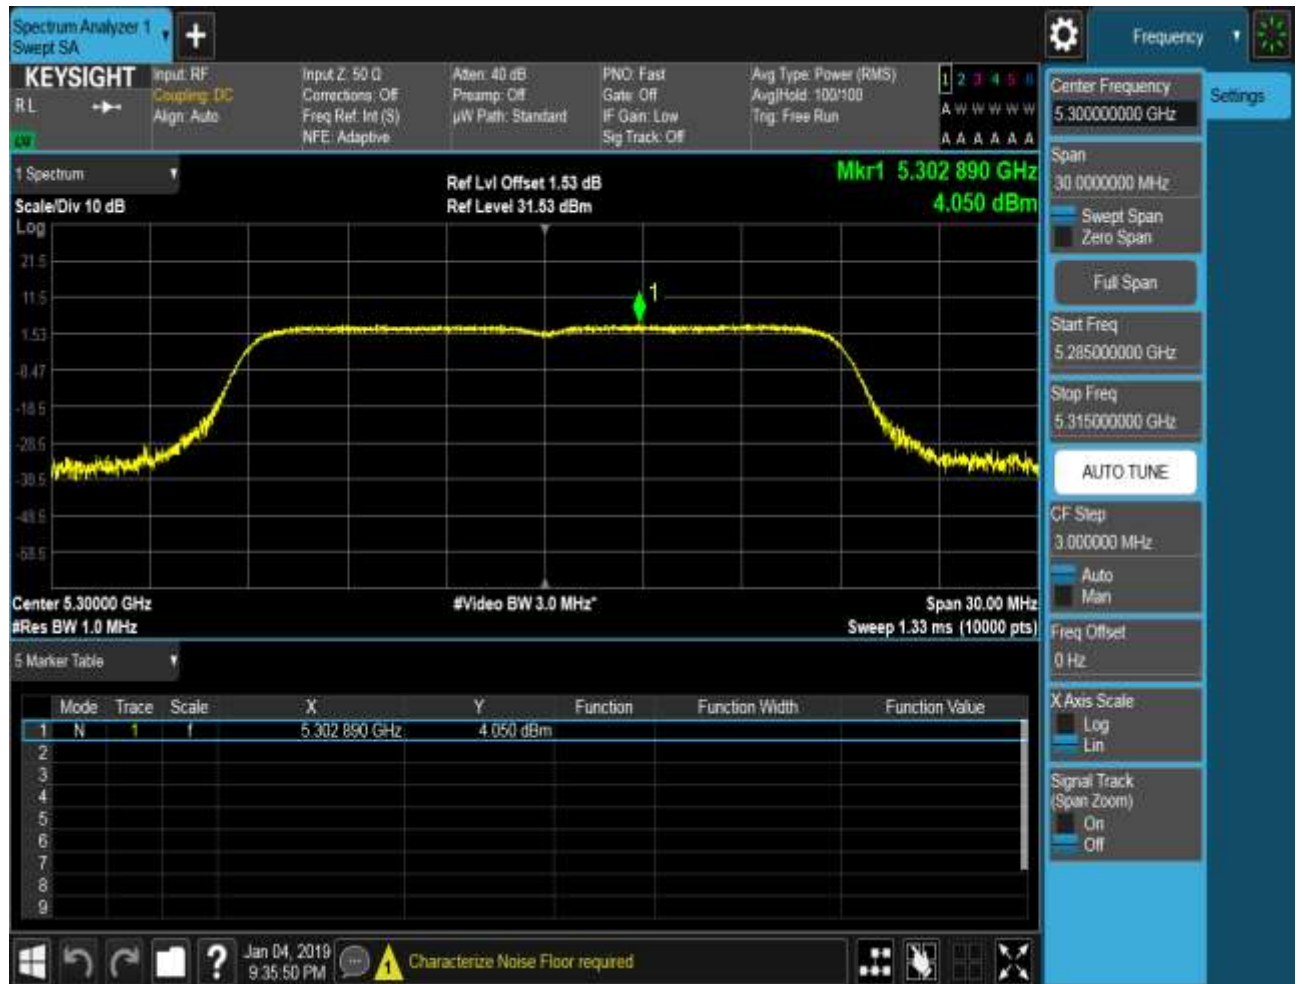 Spectrum Analyzer 1
Swept SA
+
Frequency
KEYSIGHT
Input: RF
Input Z: 50 Ω
Atten: 40 dB
PNO: Fast
Avg Type: Power (RMS)
1 2 3 4 5 6
R L
Coupling: DC
Corrections: Off
Preamp: Off
Gate: Off
Avg|Hold: 100/100
A W W W W W
Align: Auto
Freq Ref: Int (S)
µW Path: Standard
IF Gain: Low
Trig: Free Run
NFE: Adaptive
Sig Track: Off
A A A A A A
1 Spectrum
Ref Lvl Offset 1.53 dB
Mkr1 5.302 890 GHz
Scale/Div 10 dB
Ref Level 31.53 dBm
4.050 dBm
Log
21.5
11.5
1.53
-8.47
-18.5
-28.5
-38.5
-48.5
-58.5
1
Center 5.30000 GHz
#Video BW 3.0 MHz*
Span 30.00 MHz
#Res BW 1.0 MHz
Sweep 1.33 ms (10000 pts)
5 Marker Table
Mode Trace Scale X Y Function Function Width Function Value
1 N 1 f 5.302 890 GHz 4.050 dBm
2
3
4
5
6
7
8
9
Center Frequency
5.300000000 GHz
Settings
Span
30.0000000 MHz
Swept Span
Zero Span
Full Span
Start Freq
5.285000000 GHz
Stop Freq
5.315000000 GHz
AUTO TUNE
CF Step
3.000000 MHz
Auto
Man
Freq Offset
0 Hz
X Axis Scale
Log
Lin
Signal Track
(Span Zoom)
On
Off
?
Jan 04, 2019
9:35:50 PM
1
Characterize Noise Floor required